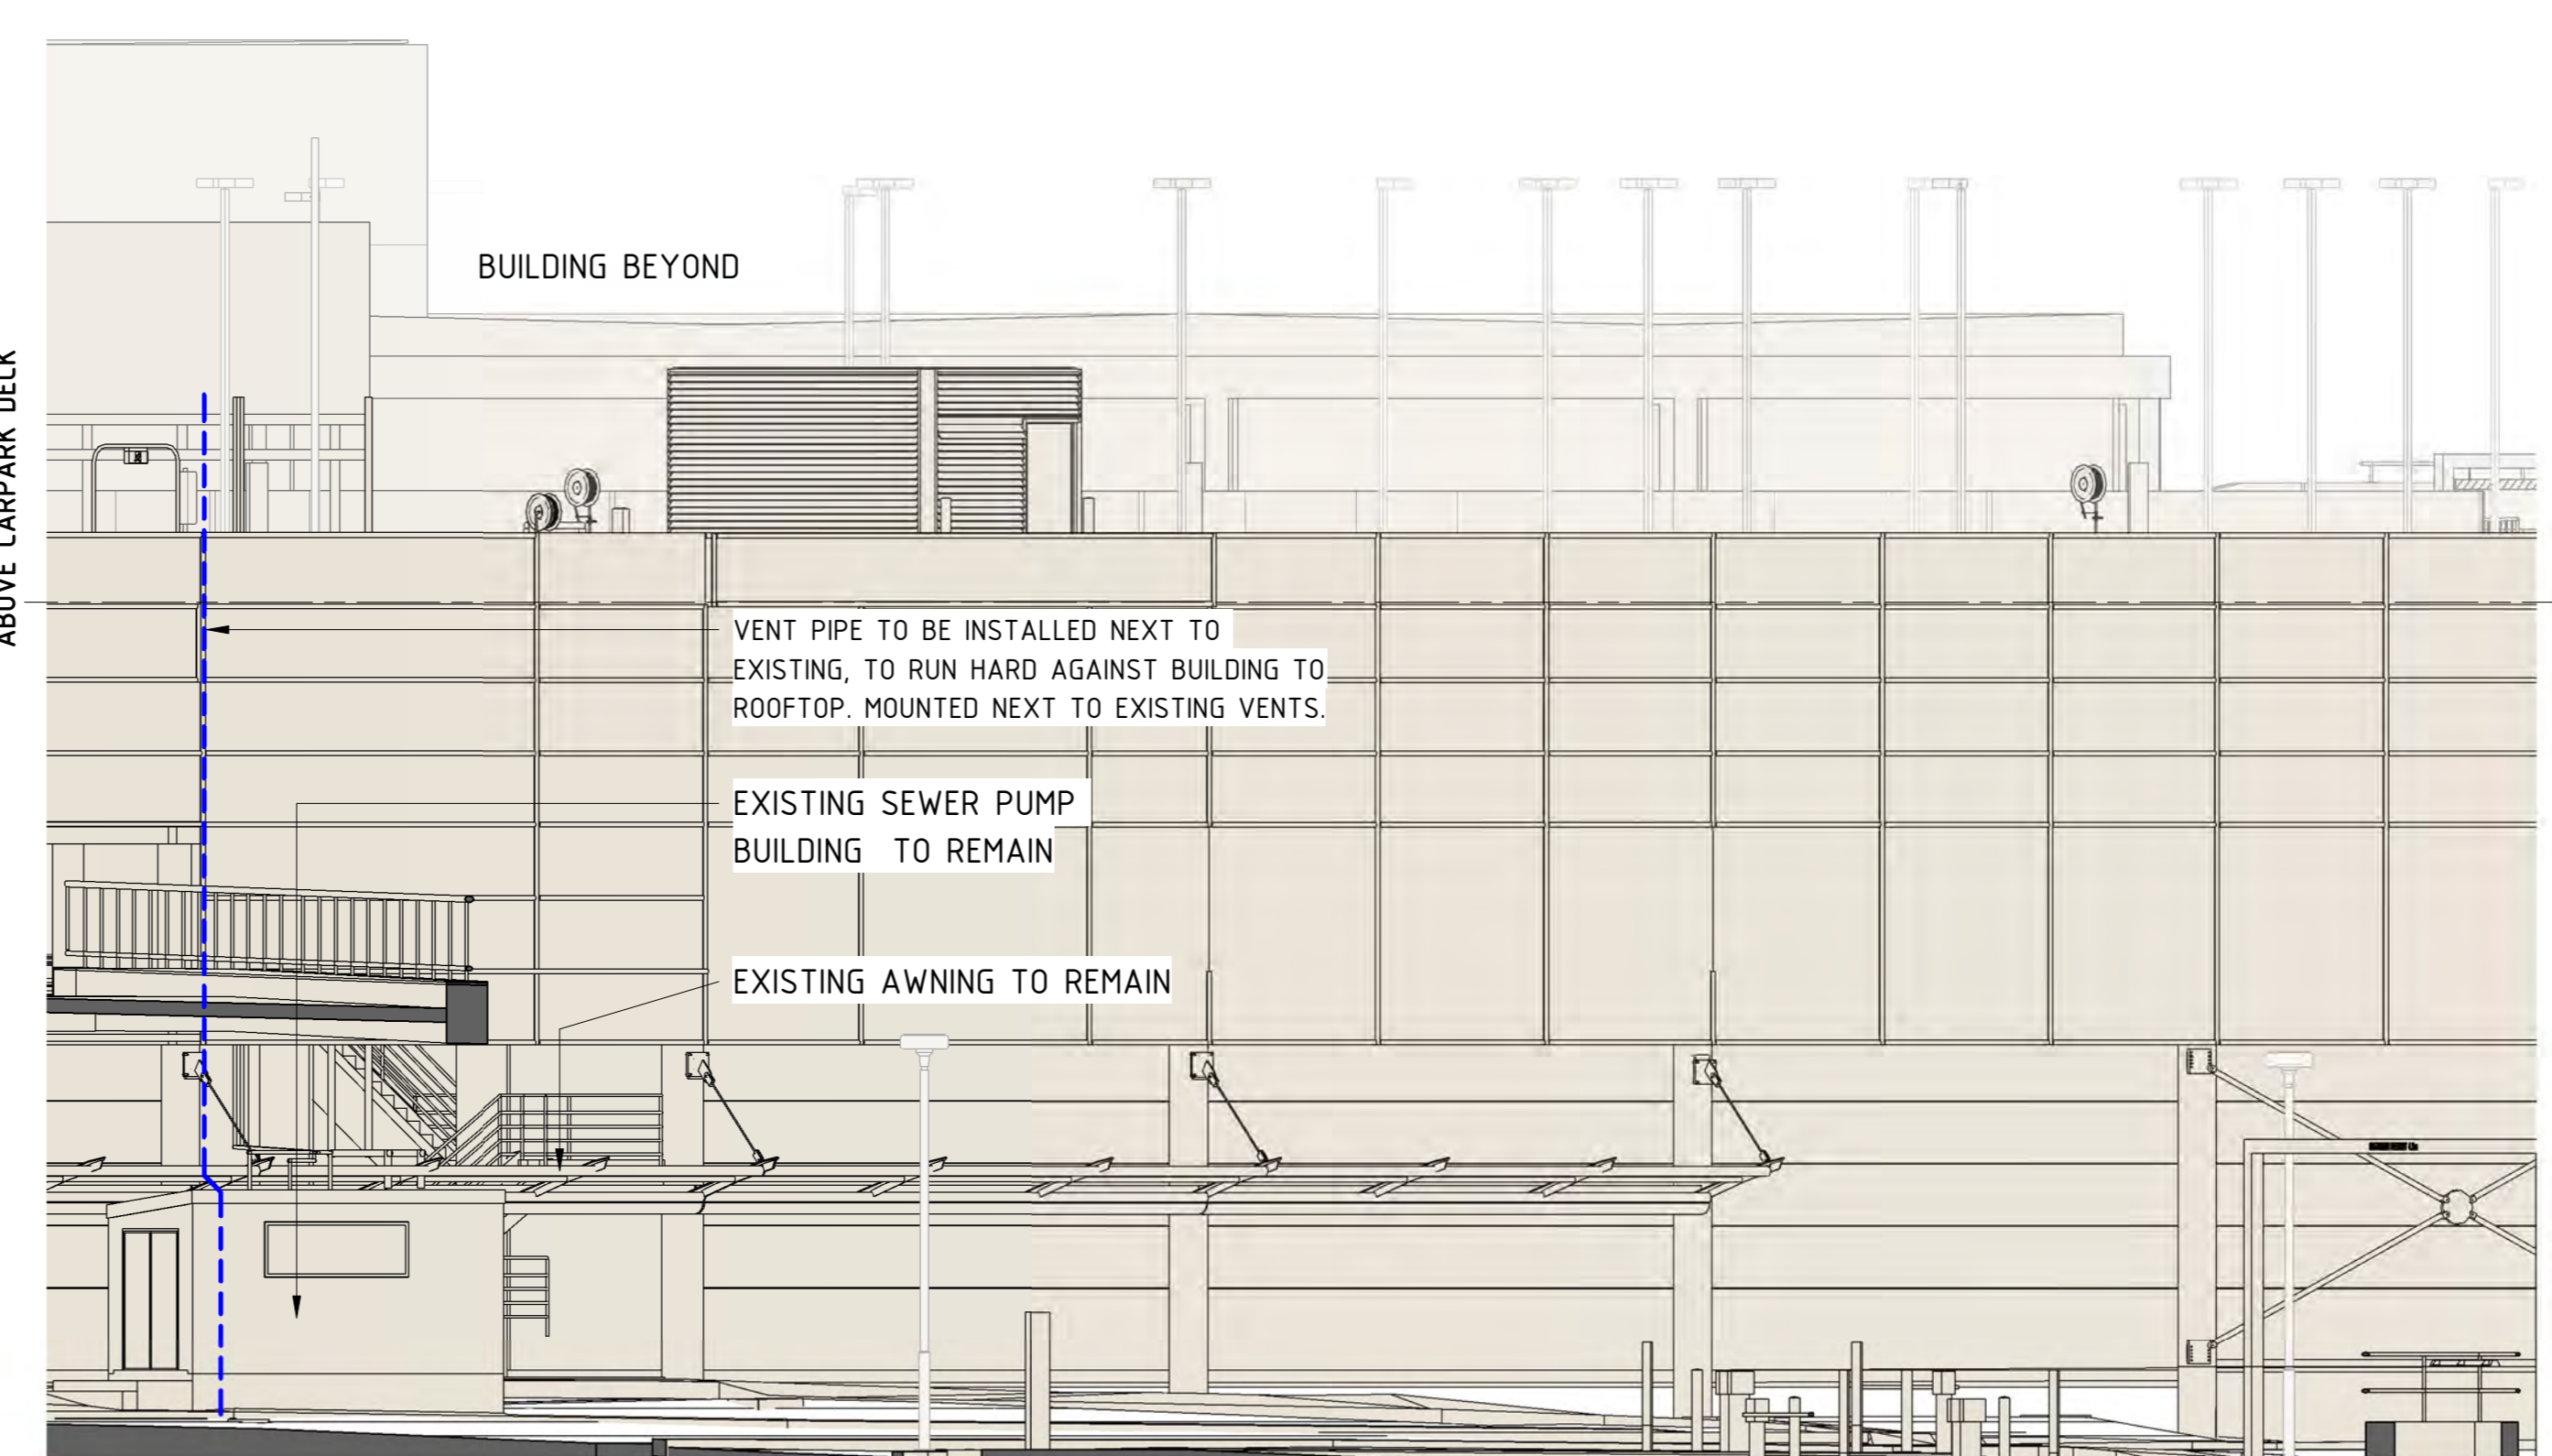 ABOVE CARPARK DECK
BUILDING BEYOND
VENT PIPE TO BE INSTALLED NEXT TO
EXISTING, TO RUN HARD AGAINST BUILDING TO
ROOFTOP. MOUNTED NEXT TO EXISTING VENTS.
EXISTING SEWER PUMP
BUILDING TO REMAIN
EXISTING AWNING TO REMAIN